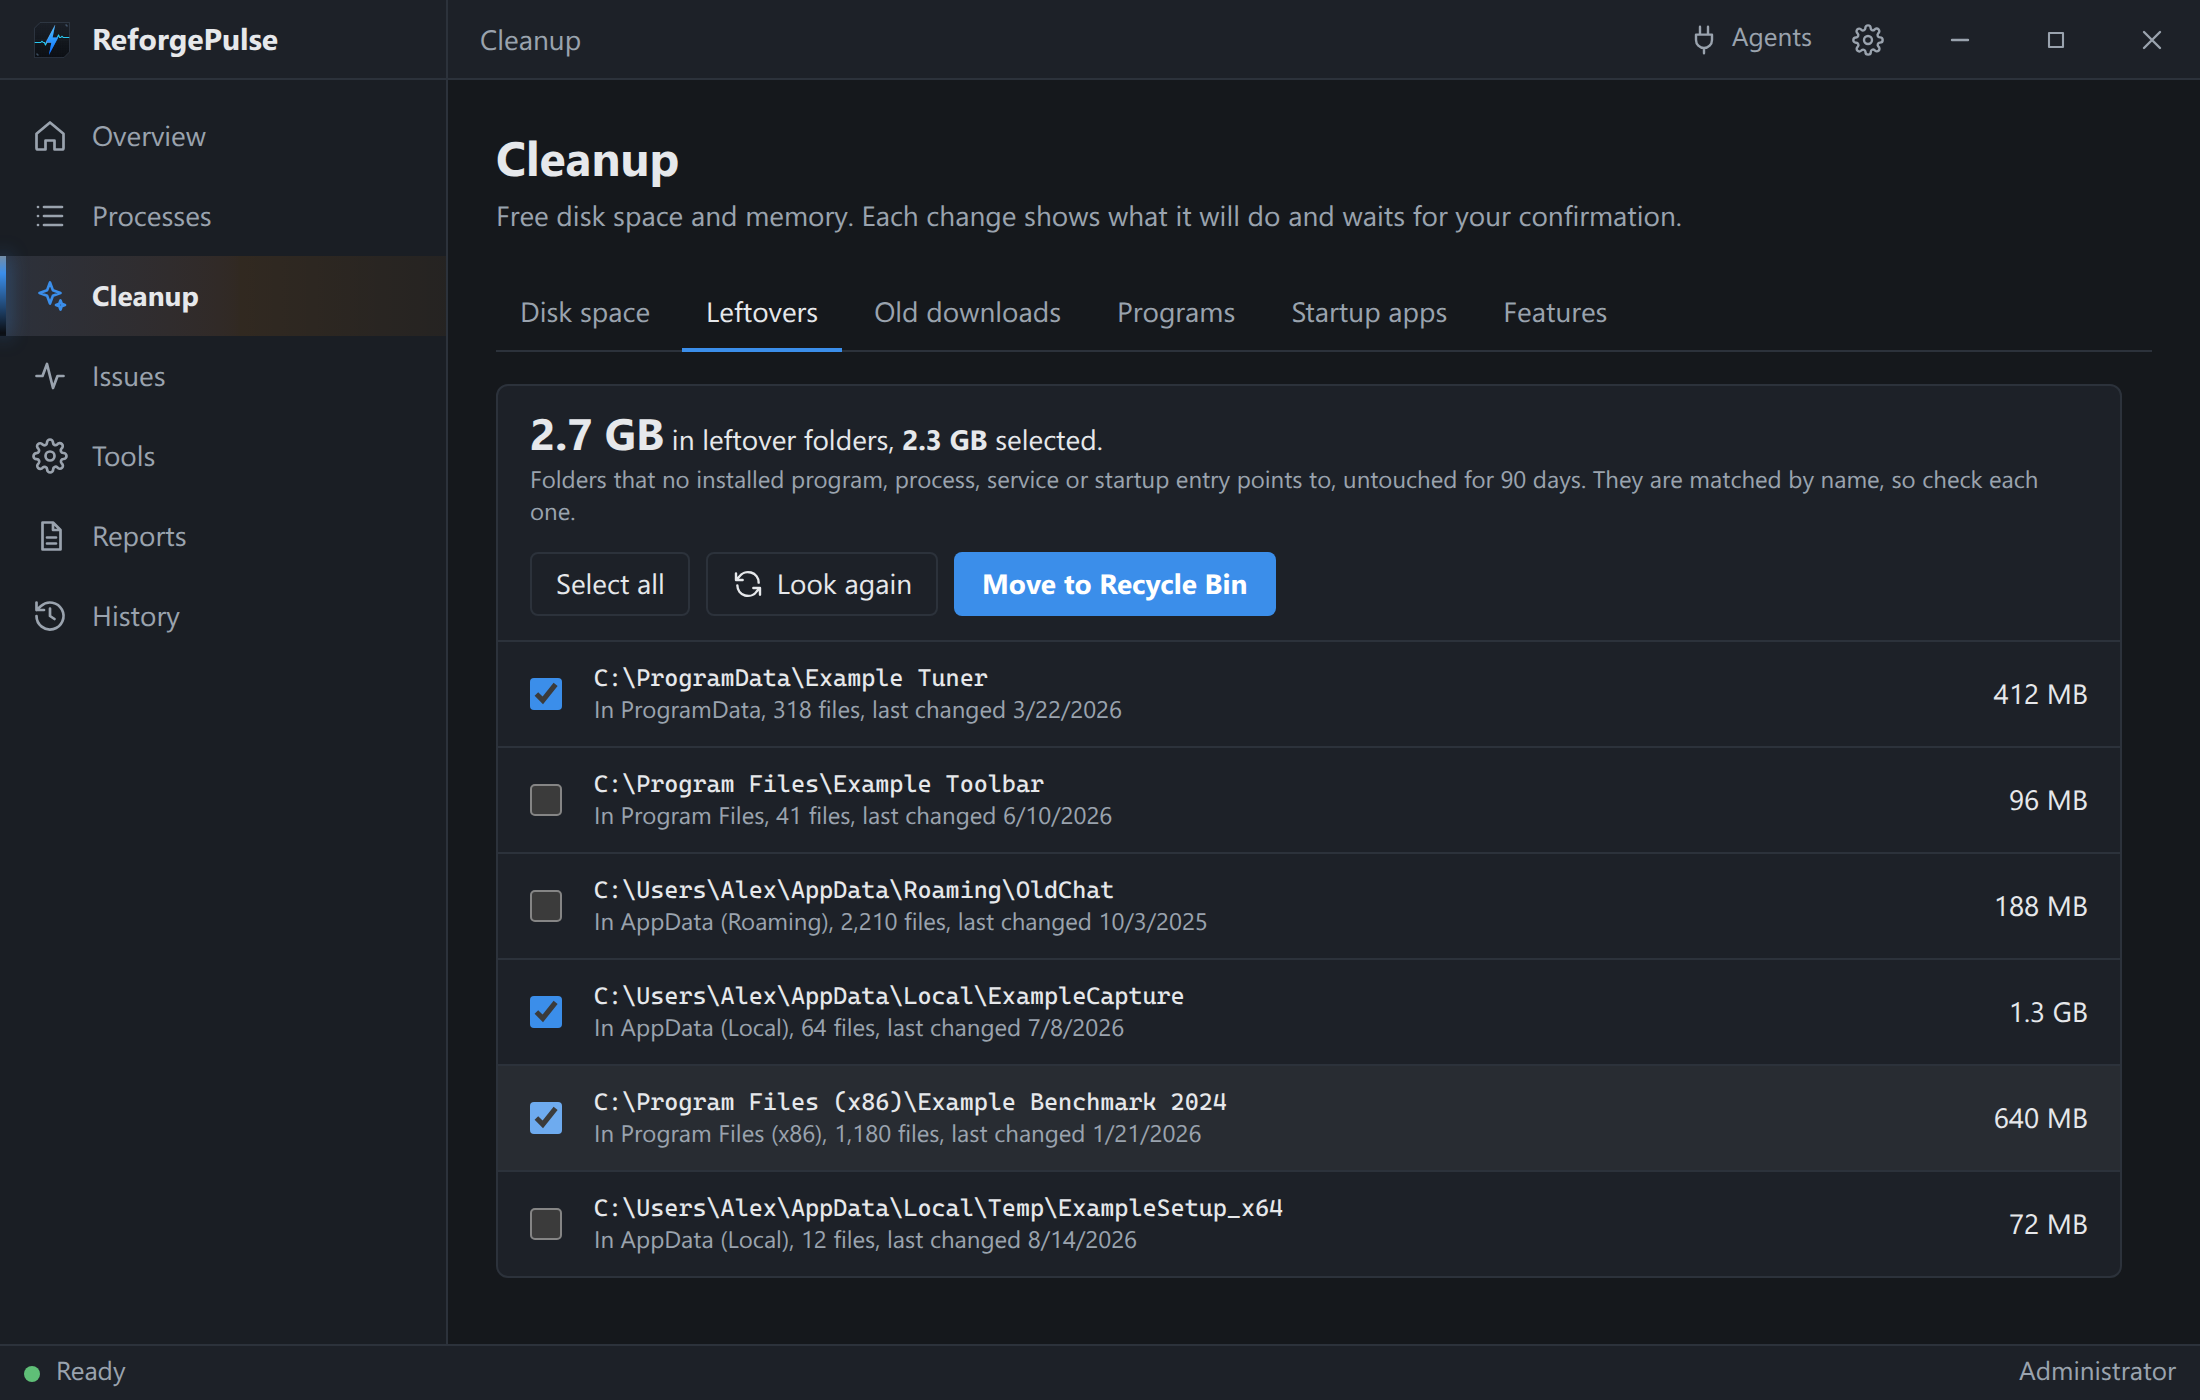 ReforgePulse
Cleanup
Agents
Overview
Processes
Cleanup
Issues
Tools
Reports
History
Cleanup
Free disk space and memory. Each change shows what it will do and waits for your confirmation.
Disk space
Leftovers
Old downloads
Programs
Startup apps
Features
2.7 GB in leftover folders, 2.3 GB selected.
Folders that no installed program, process, service or startup entry points to, untouched for 90 days. They are matched by name, so check each
one.
Select all
Look again
Move to Recycle Bin
C:\ProgramData\Example Tuner
In ProgramData, 318 files, last changed 3/22/2026
412 MB
C:\Program Files\Example Toolbar
In Program Files, 41 files, last changed 6/10/2026
96 MB
C:\Users\Alex\AppData\Roaming\OldChat
In AppData (Roaming), 2,210 files, last changed 10/3/2025
188 MB
C:\Users\Alex\AppData\Local\ExampleCapture
In AppData (Local), 64 files, last changed 7/8/2026
1.3 GB
C:\Program Files (x86)\Example Benchmark 2024
In Program Files (x86), 1,180 files, last changed 1/21/2026
640 MB
C:\Users\Alex\AppData\Local\Temp\ExampleSetup_x64
In AppData (Local), 12 files, last changed 8/14/2026
72 MB
Ready
Administrator